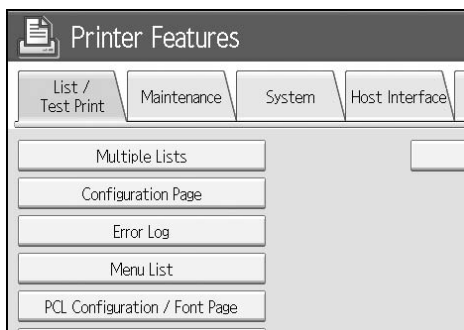 Printer Features
List /
Test Print
Maintenance
System
Host Interface
Multiple Lists
Configuration Page
Error Log
Menu List
PCL Configuration / Font Page